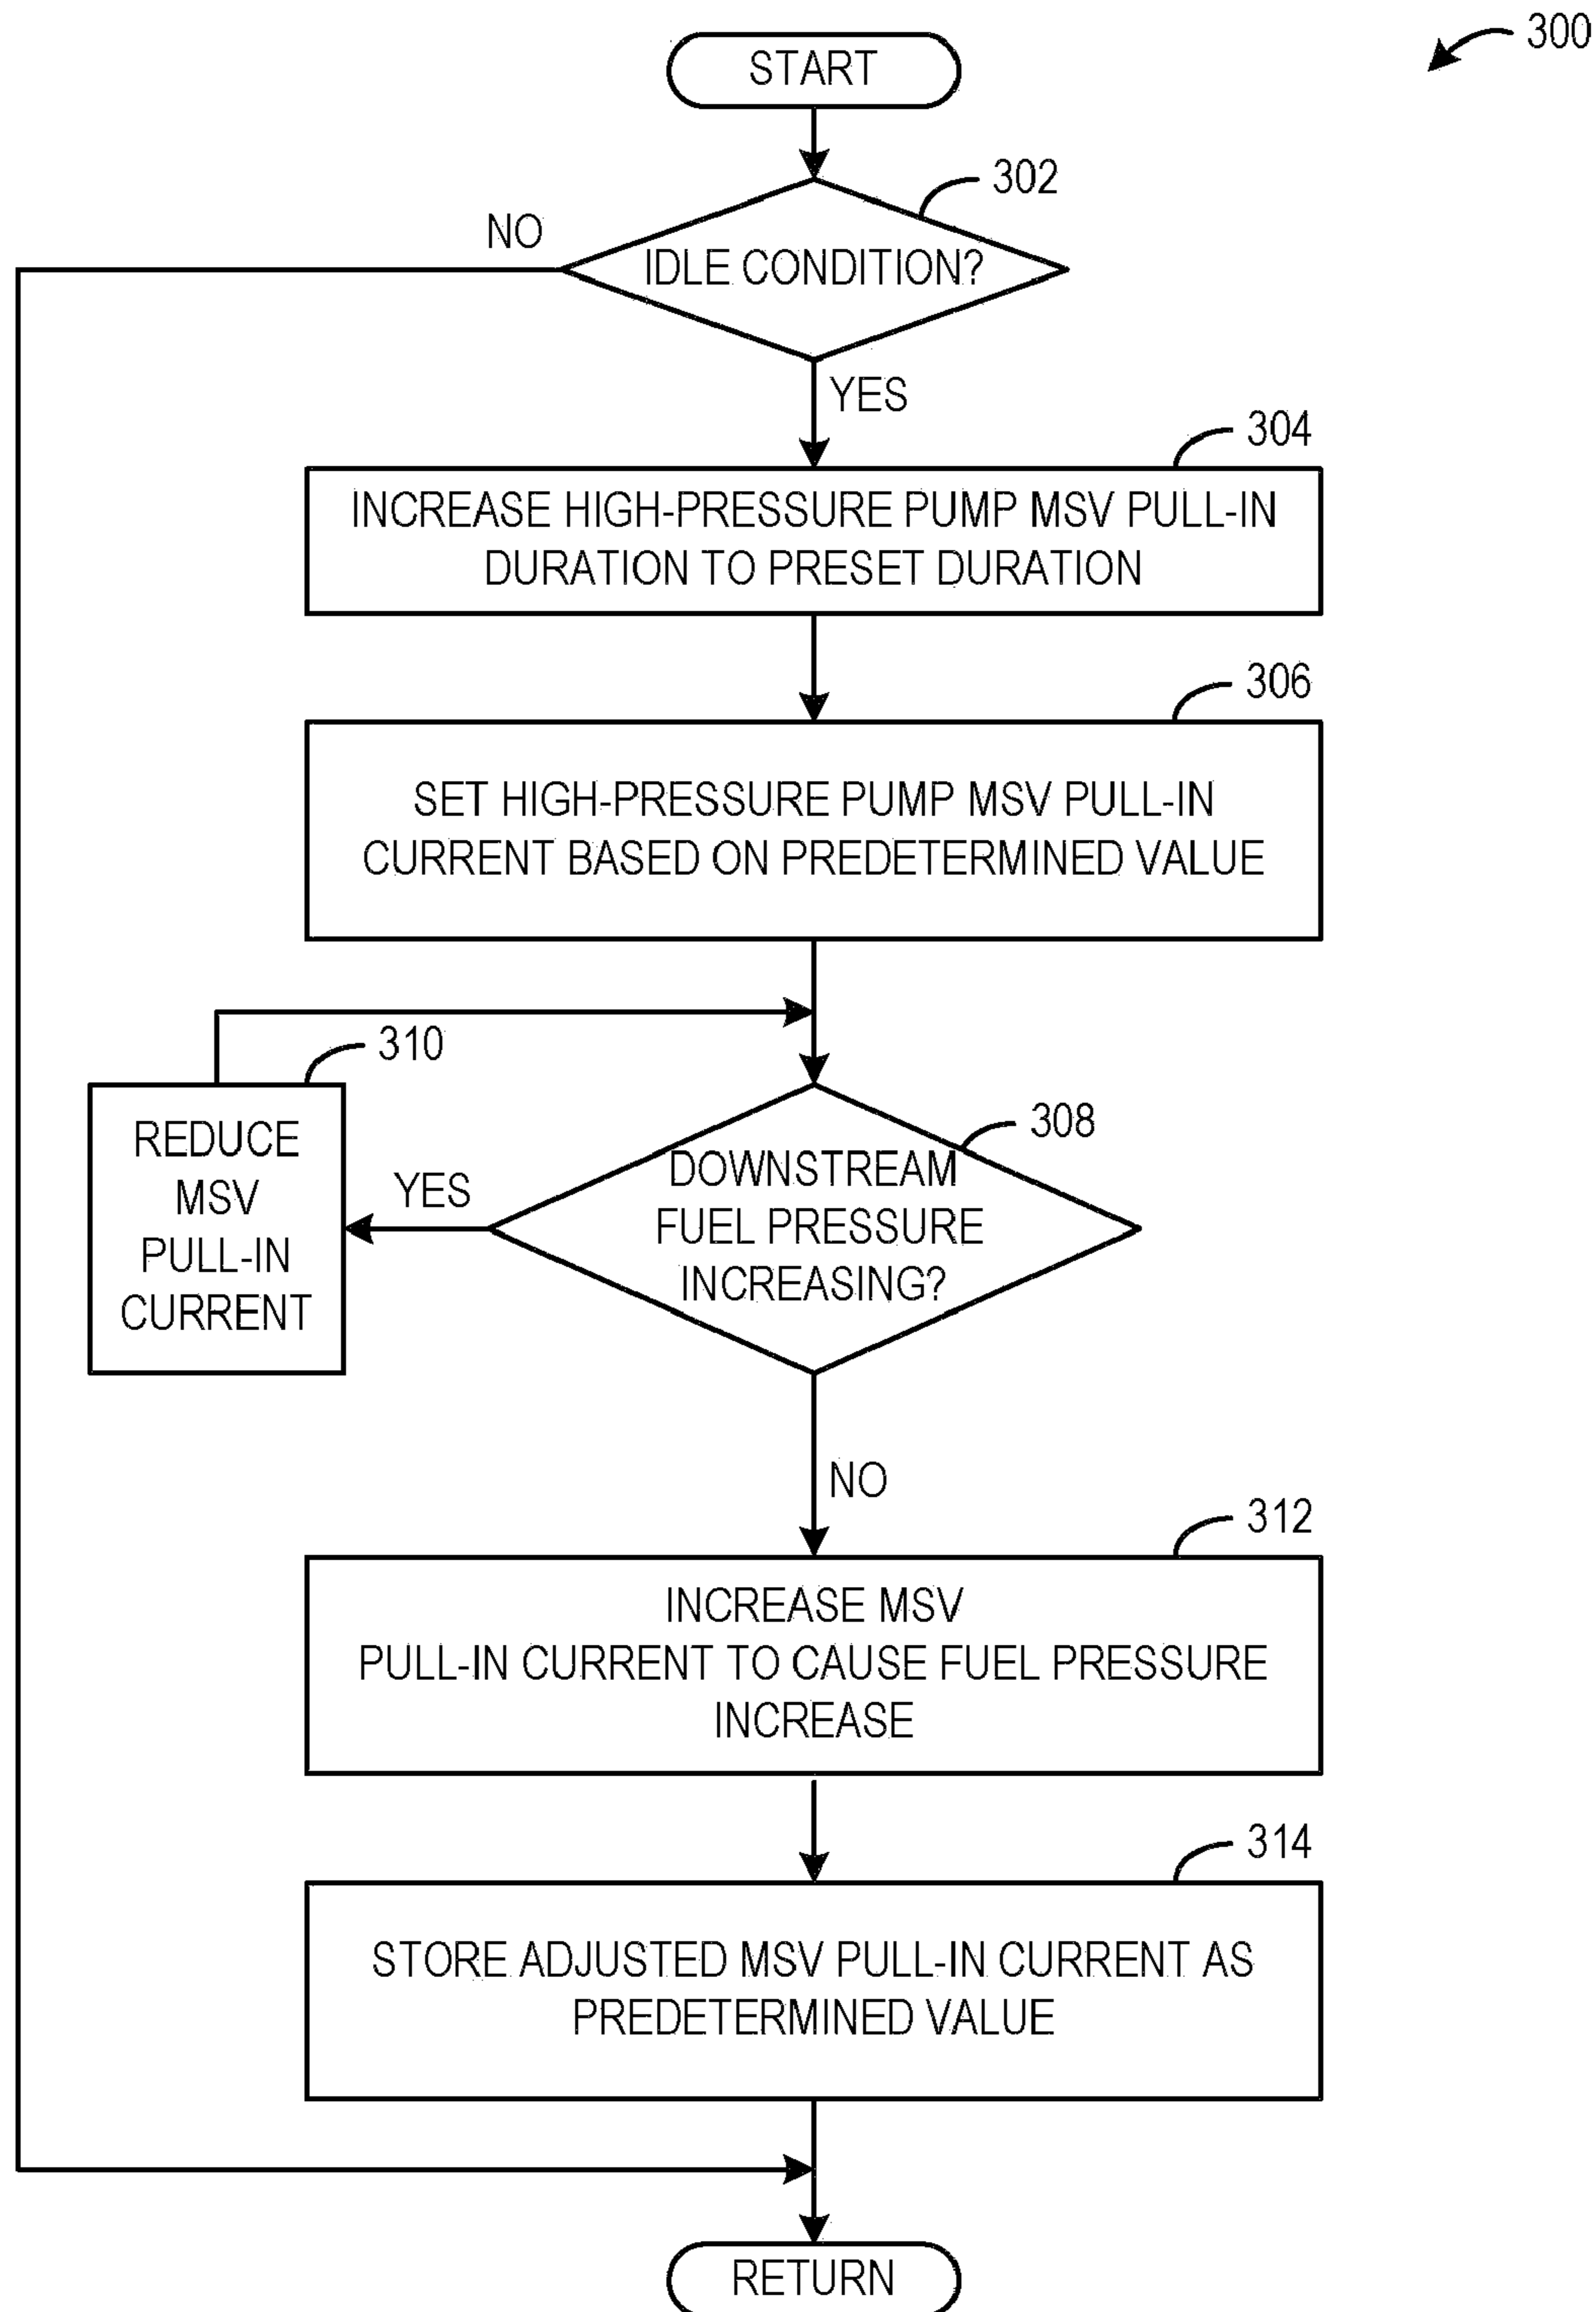 300
START
302
NO
IDLE CONDITION?
YES
304
INCREASE HIGH-PRESSURE PUMP MSV PULL-IN
DURATION TO PRESET DURATION
306
SET HIGH-PRESSURE PUMP MSV PULL-IN
CURRENT BASED ON PREDETERMINED VALUE
310
REDUCE
MSV
PULL-IN
CURRENT
YES
308
DOWNSTREAM
FUEL PRESSURE
INCREASING?
NO
312
INCREASE MSV
PULL-IN CURRENT TO CAUSE FUEL PRESSURE
INCREASE
314
STORE ADJUSTED MSV PULL-IN CURRENT AS
PREDETERMINED VALUE
RETURN